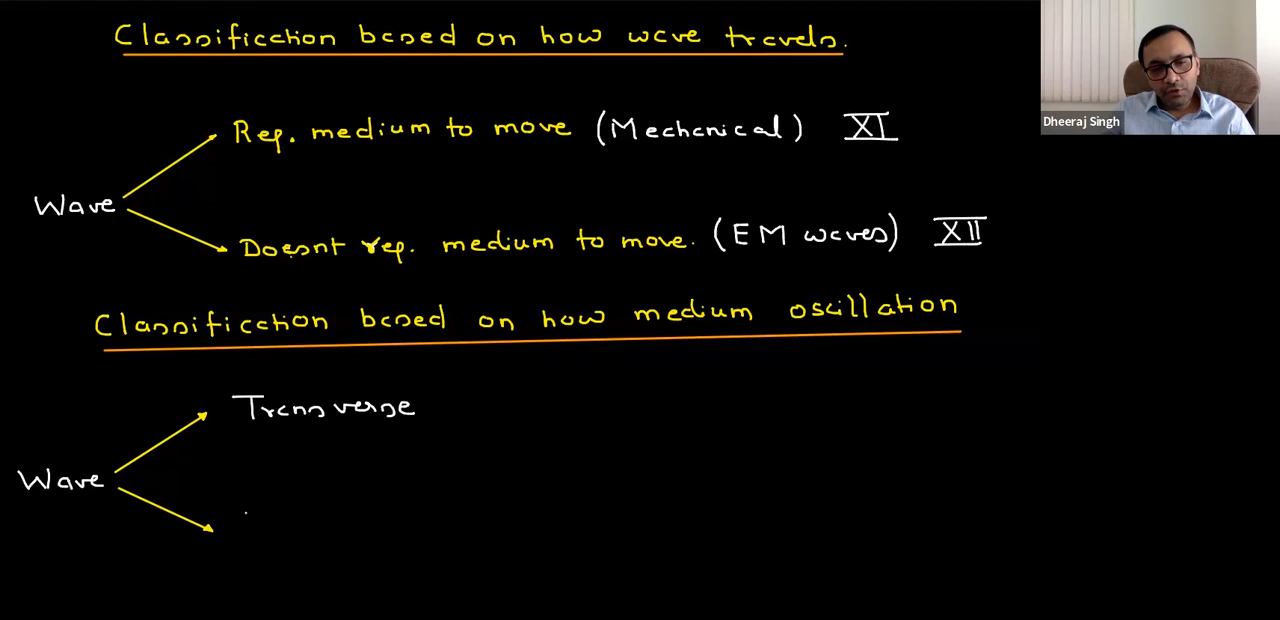 Classification based on how wave travels.
Dheeraj Singh
Req. medium to move (Mechanical) XI
Wave
Doesnt req. medium to move. (EM waves) XII
Classification based on how medium oscillation
Transverse
Wave